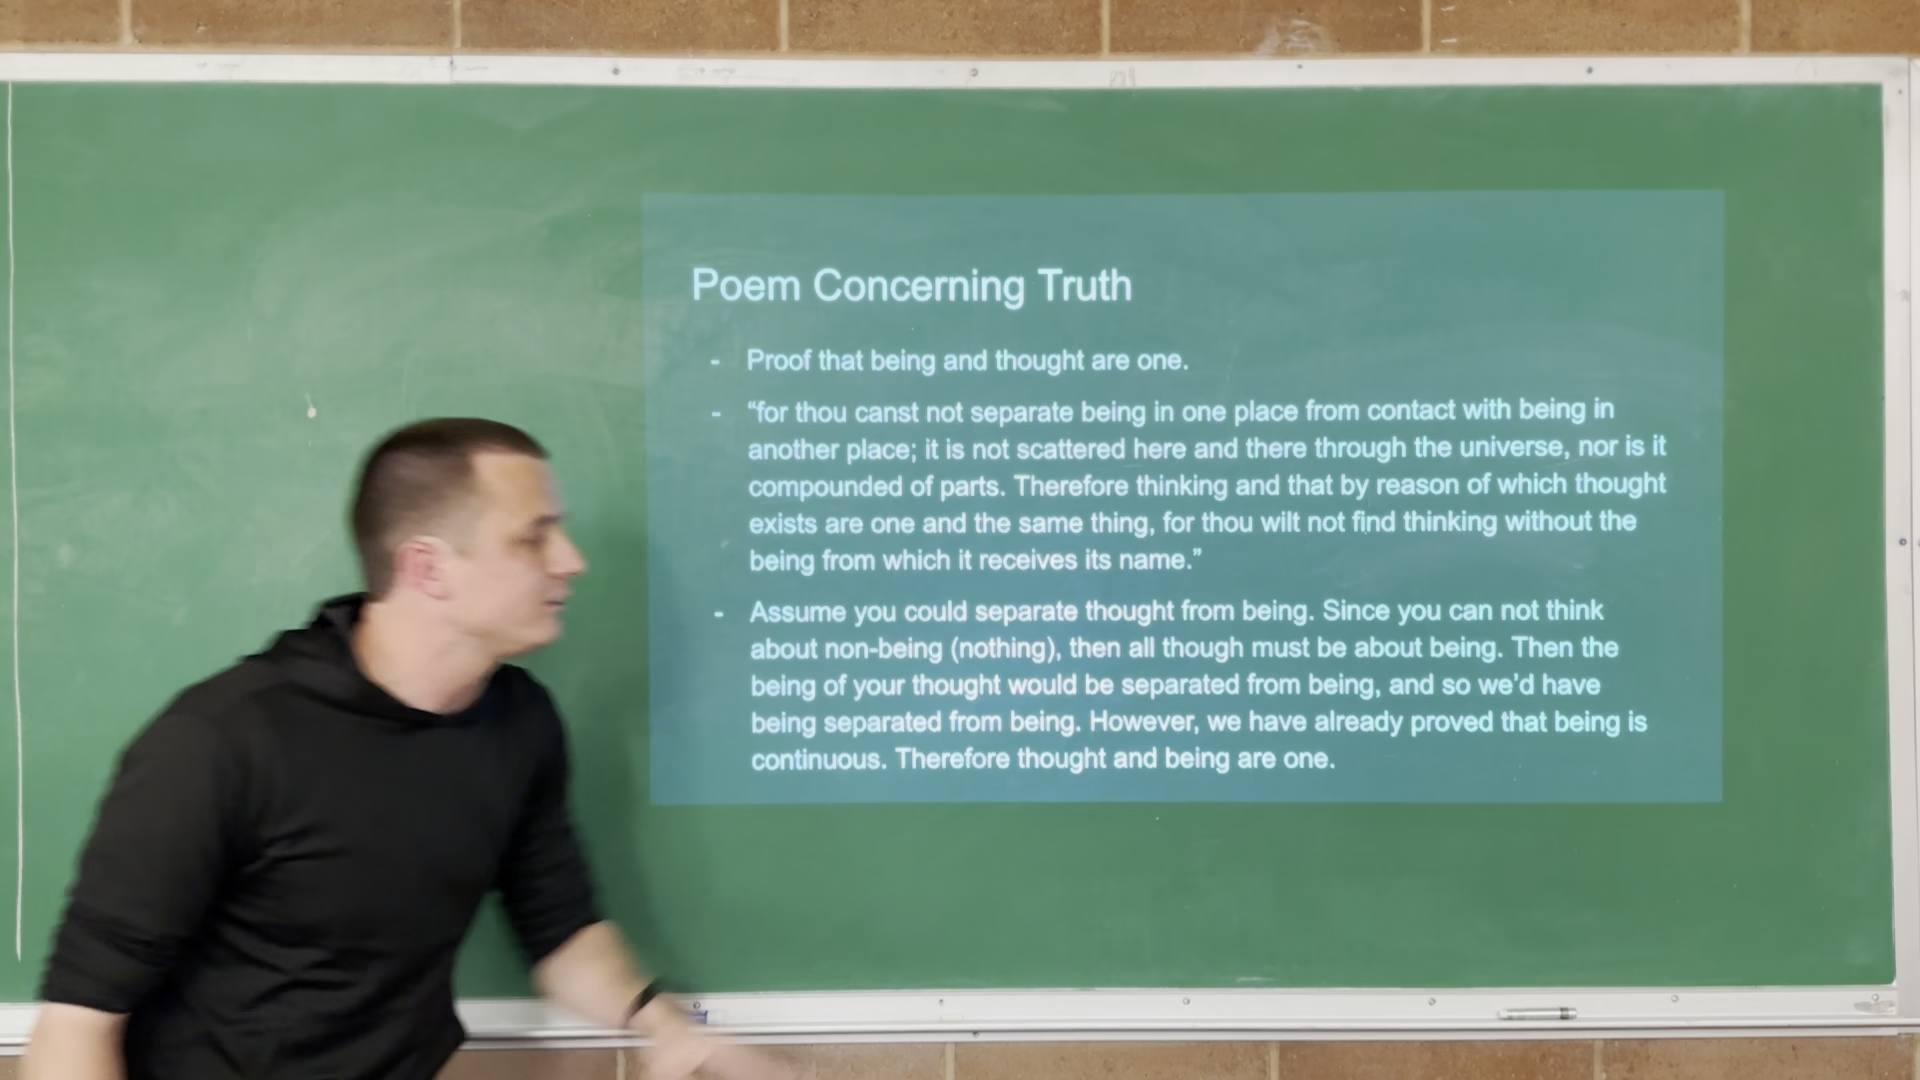 Poem Concerning Truth
- Proof that being and thought are one.
- “for thou canst not separate being in one place from contact with being in
another place; it is not scattered here and there through the universe, nor is it
compounded of parts. Therefore thinking and that by reason of which thought
exists are one and the same thing, for thou wilt not find thinking without the
being from which it receives its name.”
- Assume you could separate thought from being. Since you can not think
about non-being (nothing), then all though must be about being. Then the
being of your thought would be separated from being, and so we’d have
being separated from being. However, we have already proved that being is
continuous. Therefore thought and being are one.